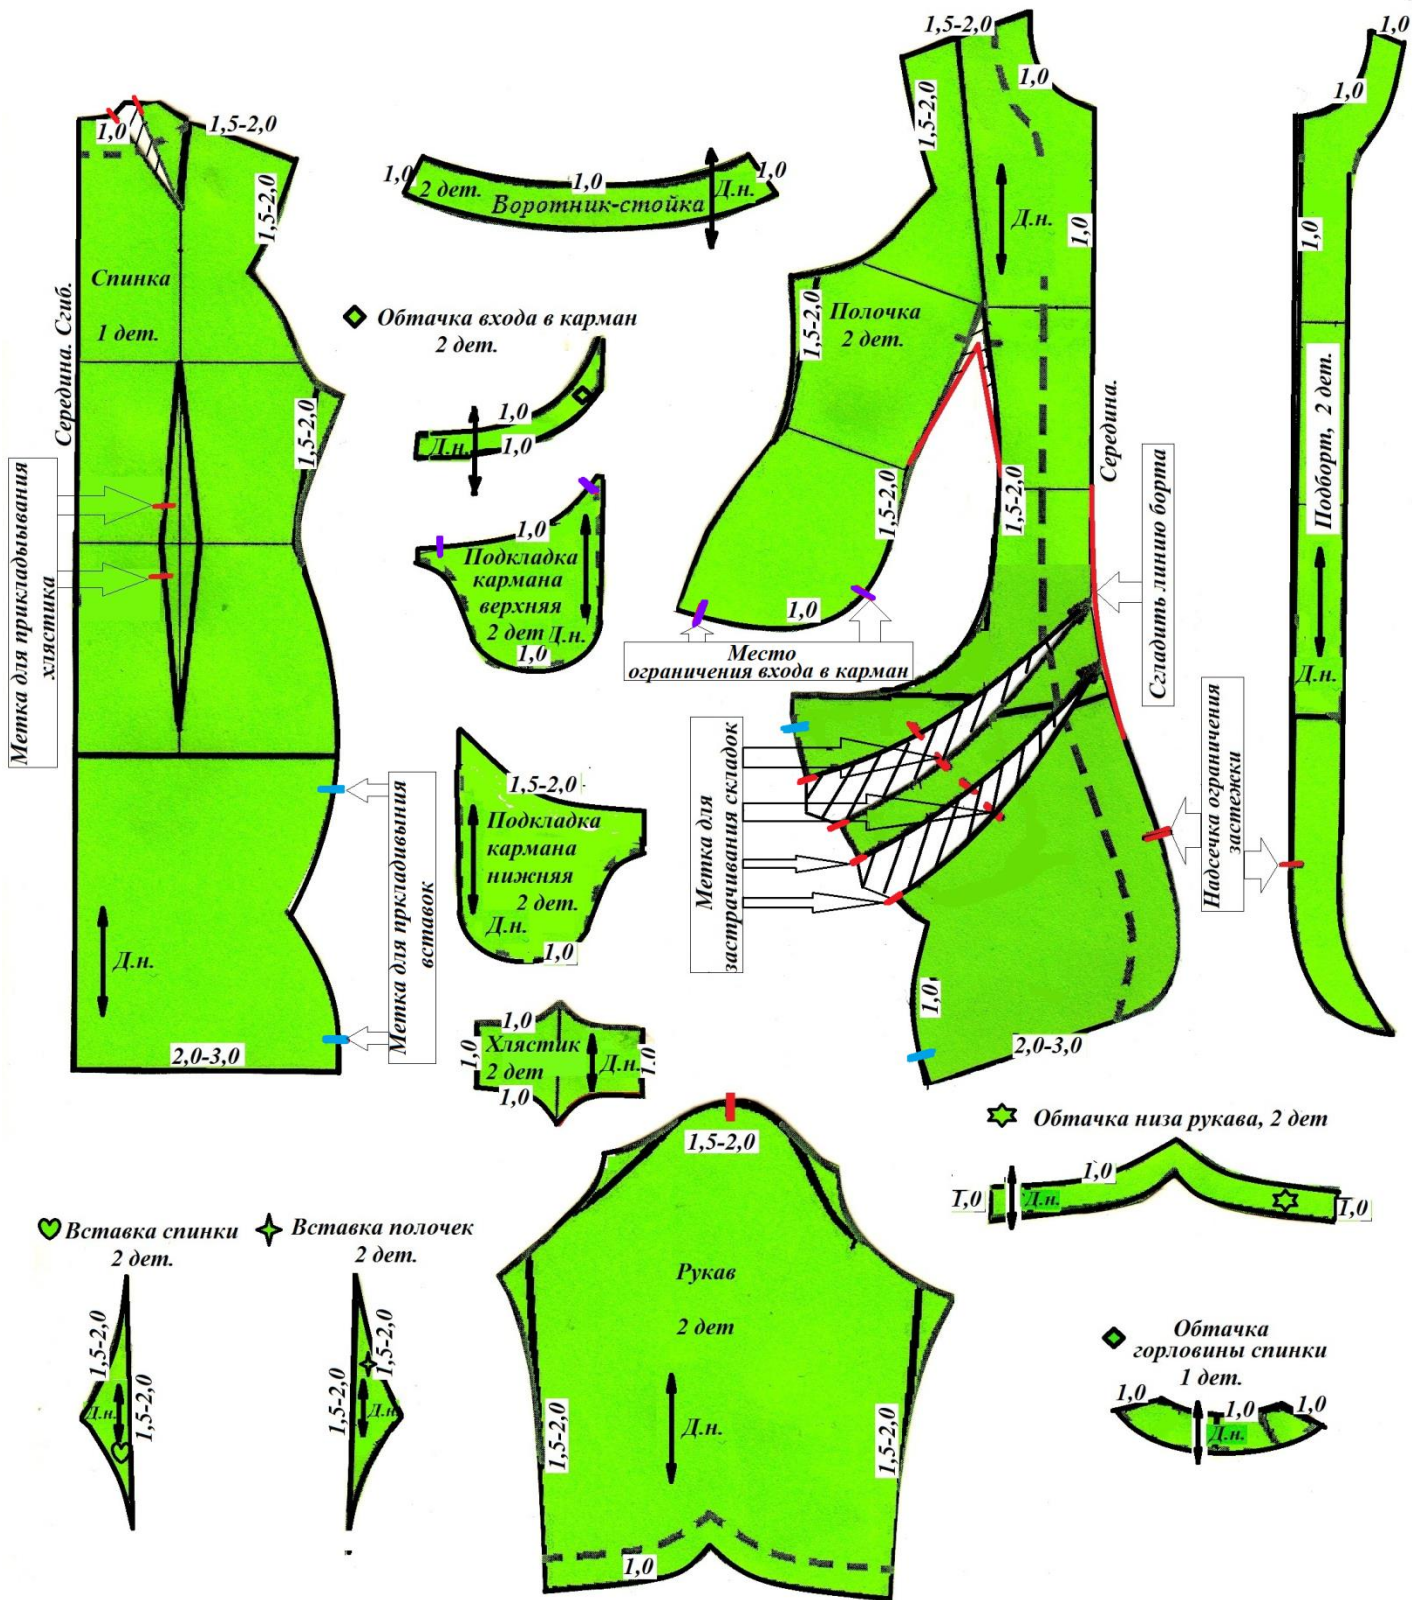 1,0
1,5-2,0
1,5-2,0
Середина. Сгиб.
Спинка
1 дет.
1,5-2,0
Метка для прикладыывания
хлястика
Д.н.
2,0-3,0
Метка для пркладивыния
вставок
1,0
2 дет.
1,0
Воротник-стойка
Д.н.
1,0
Обтачка входа в карман
2 дет.
1,0
Д.н.
1,0
1,0
Подкладка
кармана
верхняя
2 дет
Д.н.
1,0
1,5-2,0
Подкладка
кармана
нижняя
2 дет.
Д.н.
1,0
1,0
1,0
Хлястик
2 дет
Д.н.
1,0
1,0
1,5-2,0
1,0
1,5-2,0
Д.н.
1,0
1,5-2,0
Полочка
2 дет.
Середина.
1,5-2,0
1,5-2,0
1,0
Место
ограничения входа в карман
Сгладить линию борта
Метка для
застрачивания складок
Надсечка ограничения
застежки
1,0
2,0-3,0
1,0
1,0
1,0
Подборт, 2 дет.
Д.н.
1,5-2,0
Рукав
2 дет
Д.н.
1,5-2,0
1,5-2,0
1,0
Обтачка низа рукава, 2 дет
1,0
1,0
Д.н.
1,0
Вставка спинки
2 дет.
1,5-2,0
1,5-2,0
Д.н.
Вставка полочек
2 дет.
1,5-2,0
1,5-2,0
Д.н.
Обтачка
горловины спинки
1 дет.
1,0
1,0
1,0
Д.н.